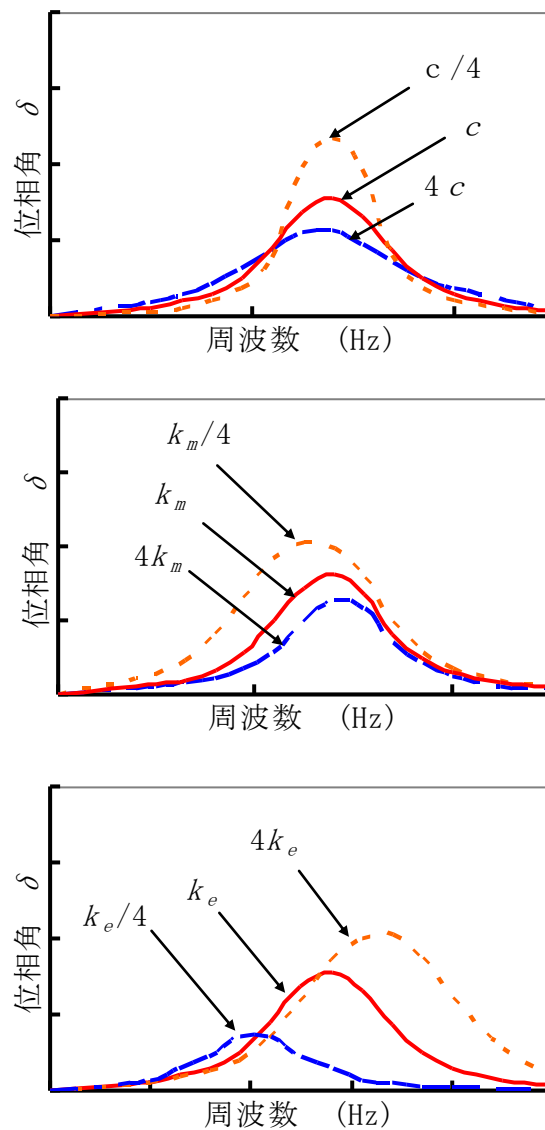 c/4
c
4c
位相角 δ
周波数 (Hz)
k_m/4
k_m
4k_m
位相角 δ
周波数 (Hz)
4k_e
k_e
k_e/4
位相角 δ
周波数 (Hz)